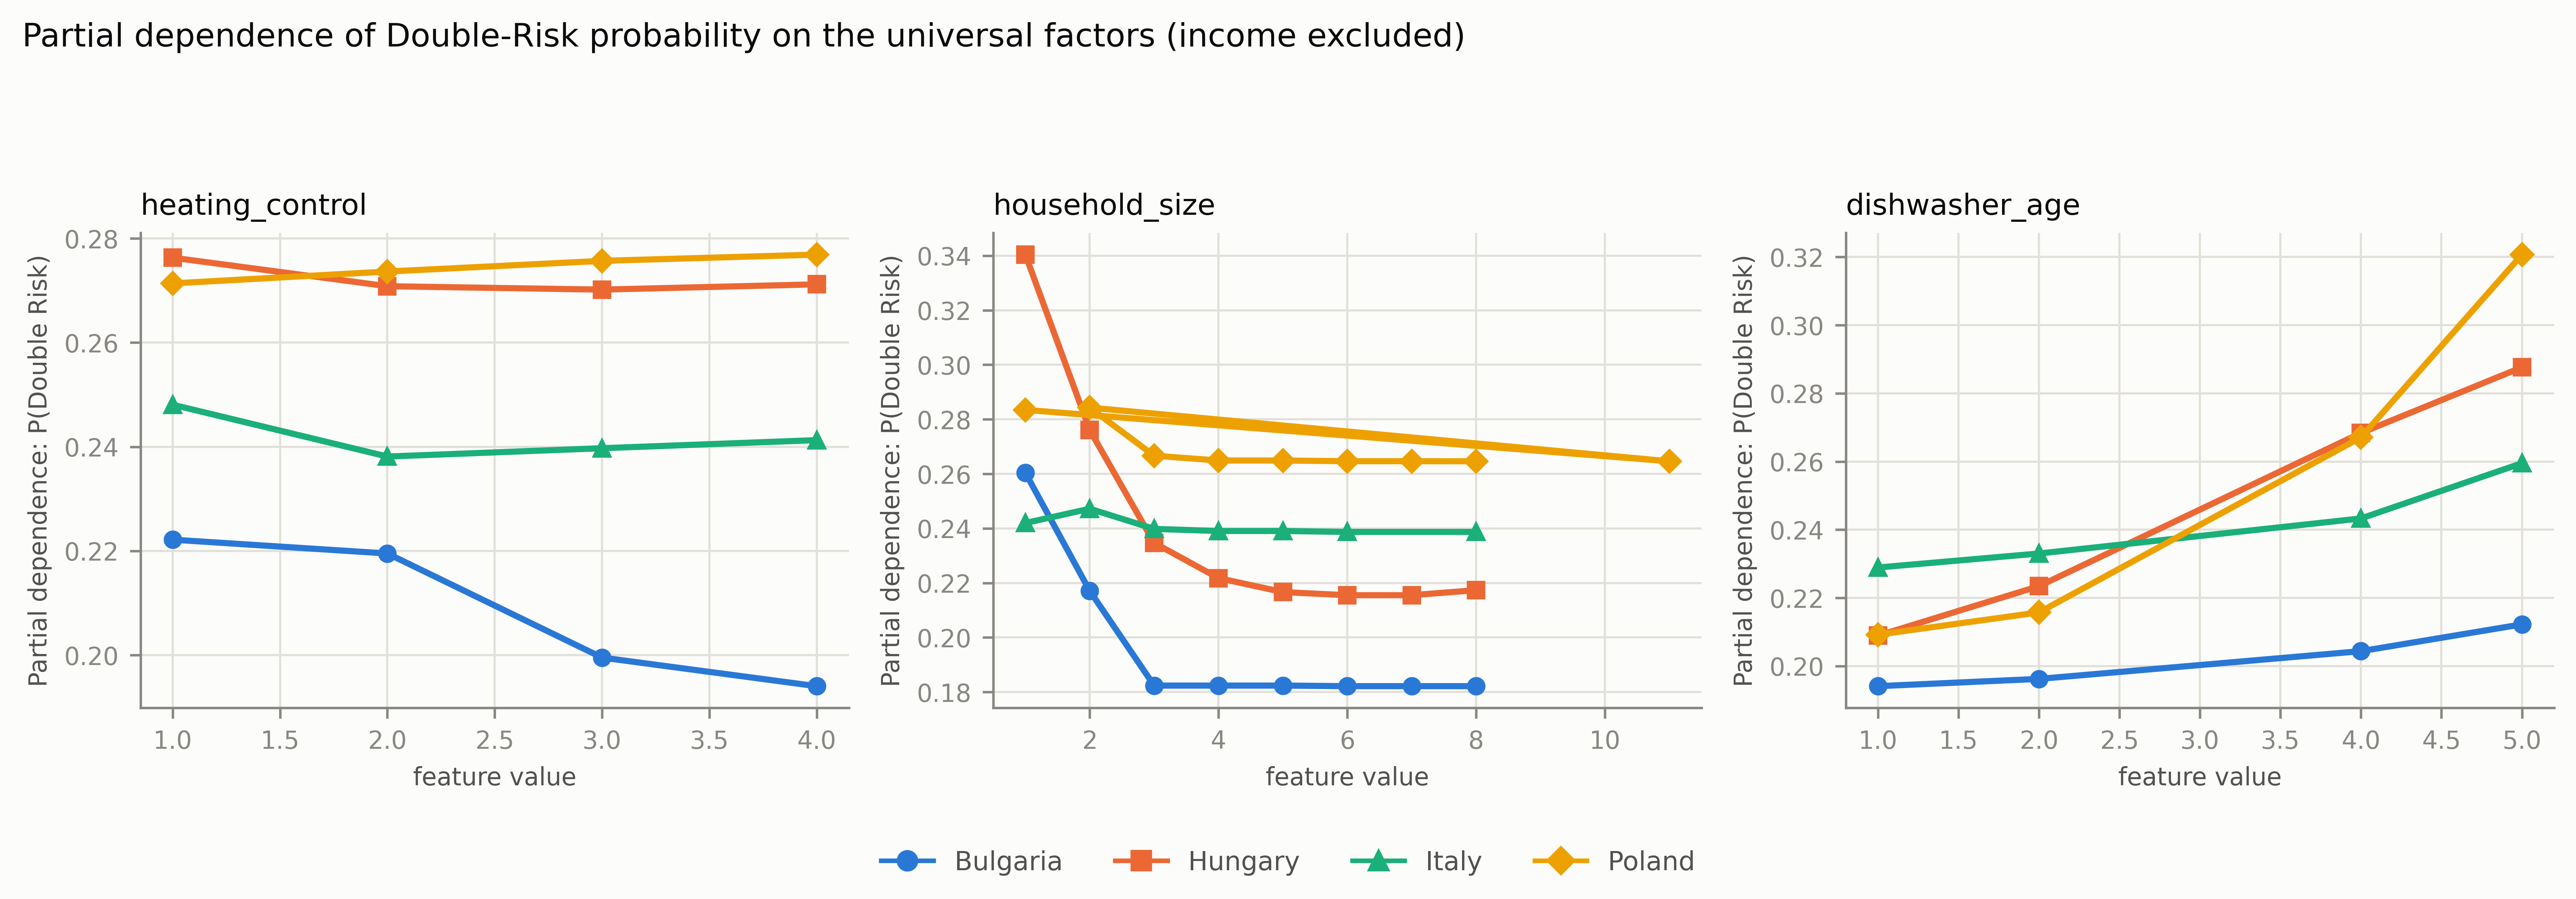 Partial dependence of Double-Risk probability on the universal factors (income excluded)
heating_control
Partial dependence: P(Double Risk)
0.28
0.26
0.24
0.22
0.20
1.0 1.5 2.0 2.5 3.0 3.5 4.0
feature value
household_size
Partial dependence: P(Double Risk)
0.34
0.32
0.30
0.28
0.26
0.24
0.22
0.20
0.18
2 4 6 8 10
feature value
dishwasher_age
Partial dependence: P(Double Risk)
0.32
0.30
0.28
0.26
0.24
0.22
0.20
1.0 1.5 2.0 2.5 3.0 3.5 4.0 4.5 5.0
feature value
Bulgaria Hungary Italy Poland